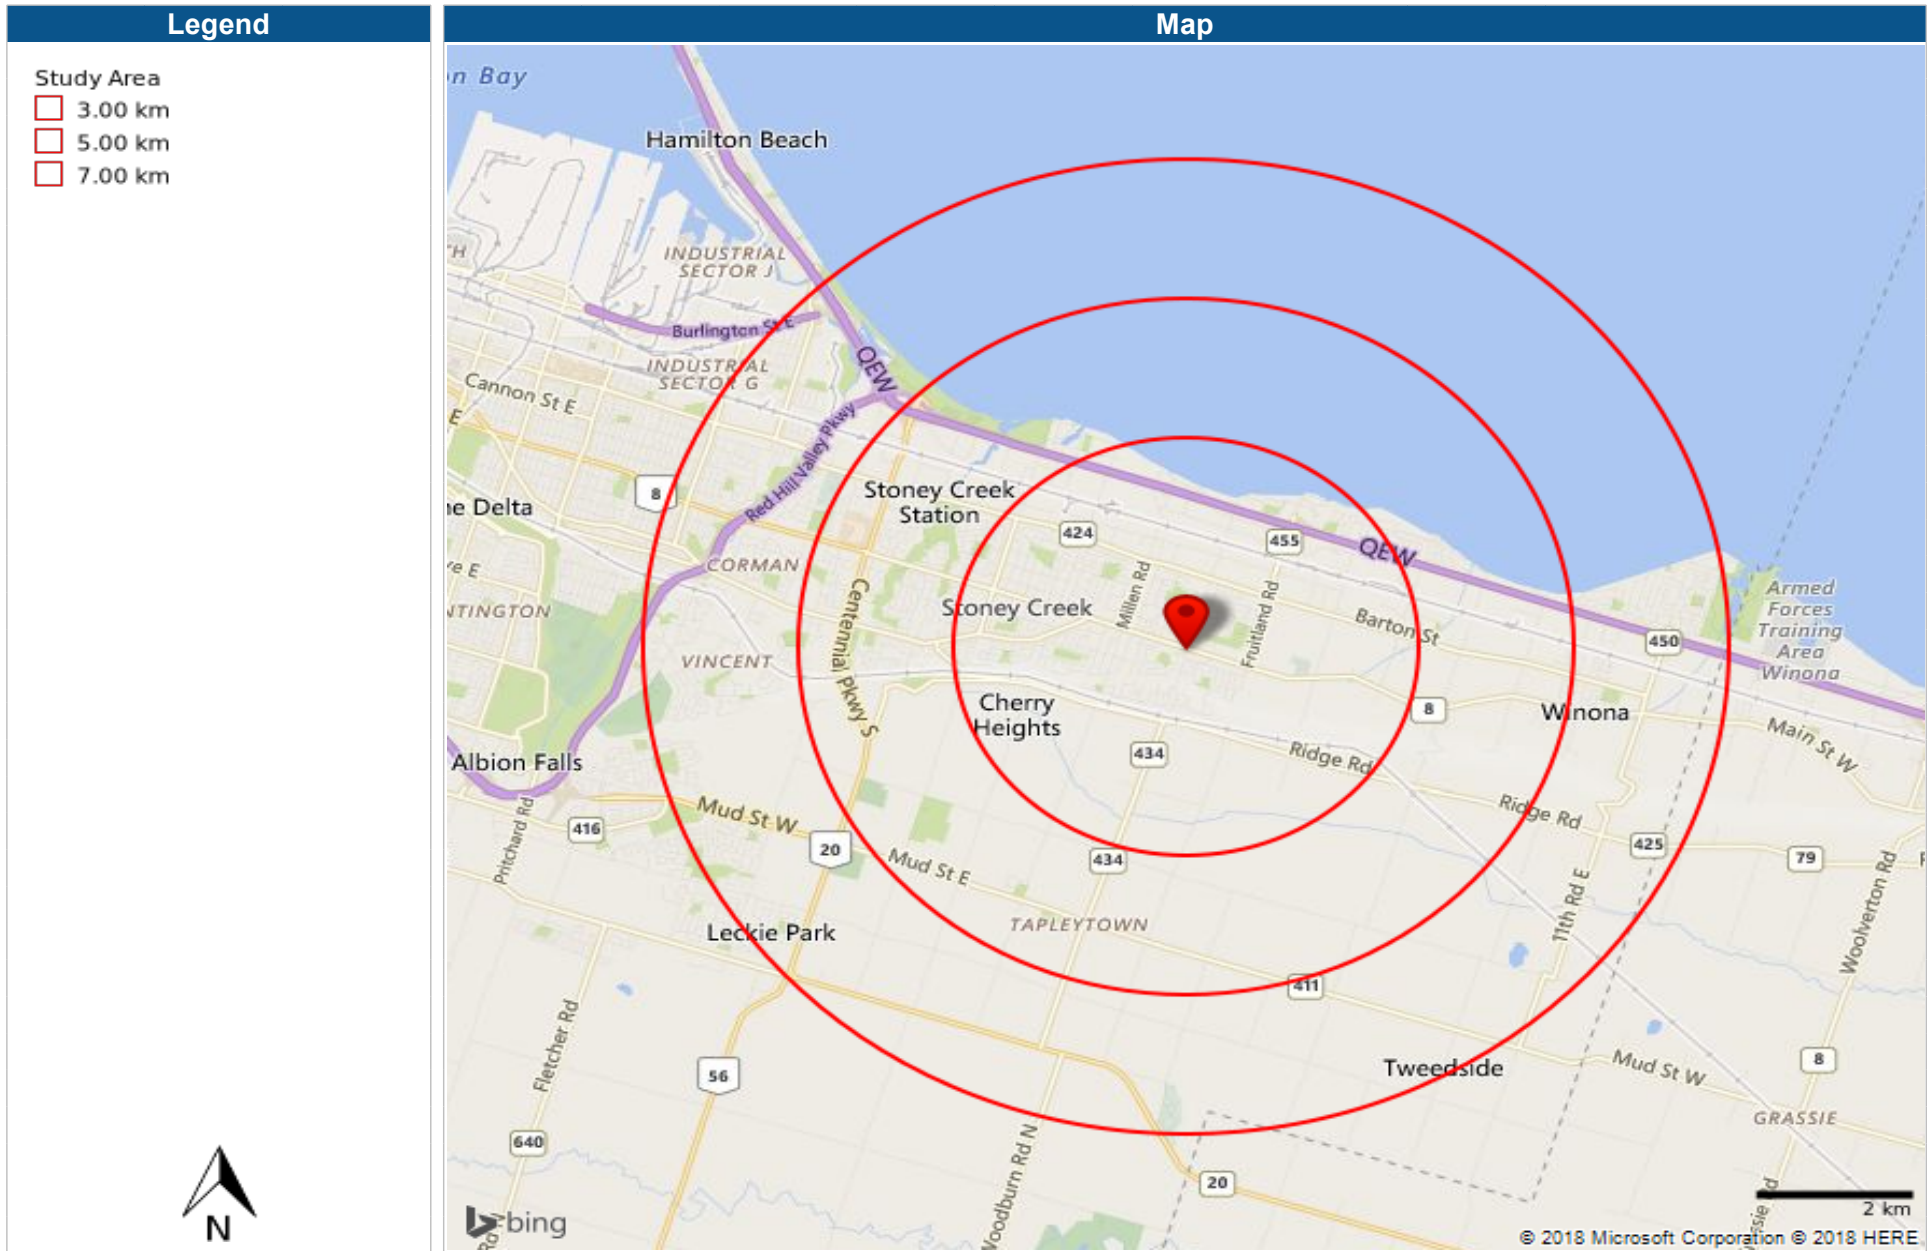 Legend
Map
Study Area
3.00 km
5.00 km
7.00 km
N
on Bay
Hamilton Beach
INDUSTRIAL
SECTOR J
Burlington St E
INDUSTRIAL
SECTOR G
QEW
Cannon St E
E
Red Hill Valley Pkwy
8
he Delta
Stoney Creek
Station
424
455
QEW
CORMAN
ve E
NTINGTON
Centennial Pkwy S
Stoney Creek
Millen Rd
Fruitland Rd
Barton St
450
Armed
Forces
Training
Area
Winona
VINCENT
Cherry
Heights
8
Winona
Main St W
Albion Falls
434
Ridge Rd
Ridge Rd
Pritchard Rd
416
Mud St W
20
Mud St E
434
425
79
11th Rd E
Woolverton Rd
Leckie Park
TAPLEYTOWN
411
Fletcher Rd
56
Tweedside
Mud St W
8
GRASSIE
640
Woodburn Rd N
20
bing
2 km
© 2018 Microsoft Corporation © 2018 HERE